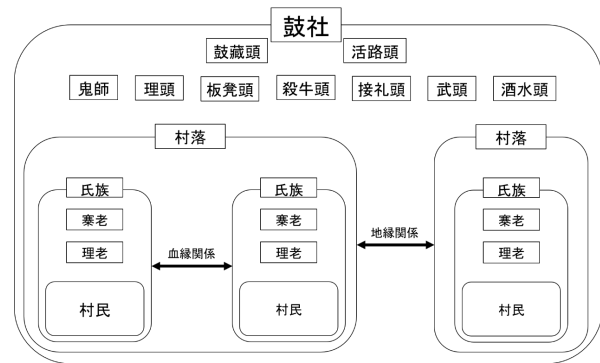 鼓社
鼓藏頭 活路頭
鬼師 理頭 板凳頭 殺牛頭 接礼頭 武頭 酒水頭
村落 村落
氏族 氏族 氏族
寨老 寨老 寨老
理老 理老 理老
血縁関係 地縁関係
村民 村民 村民